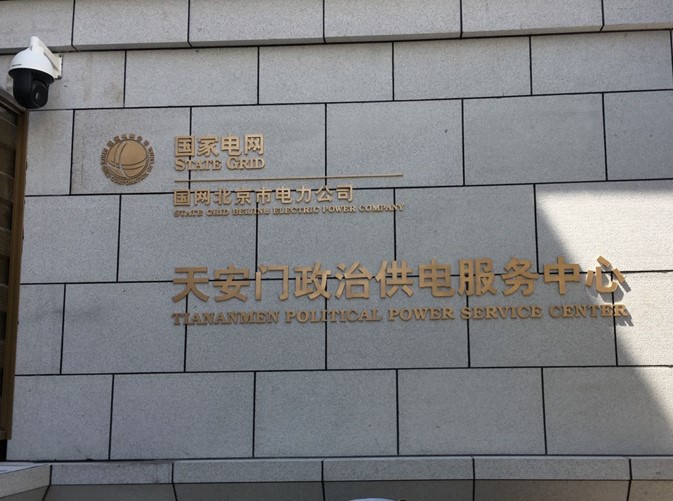 国家电网
STATE GRID
国网北京市电力公司
STATE GRID BEIJING ELECTRIC POWER COMPANY
天安门政治供电服务中心
TIANANMEN POLITICAL POWER SERVICE CENTER